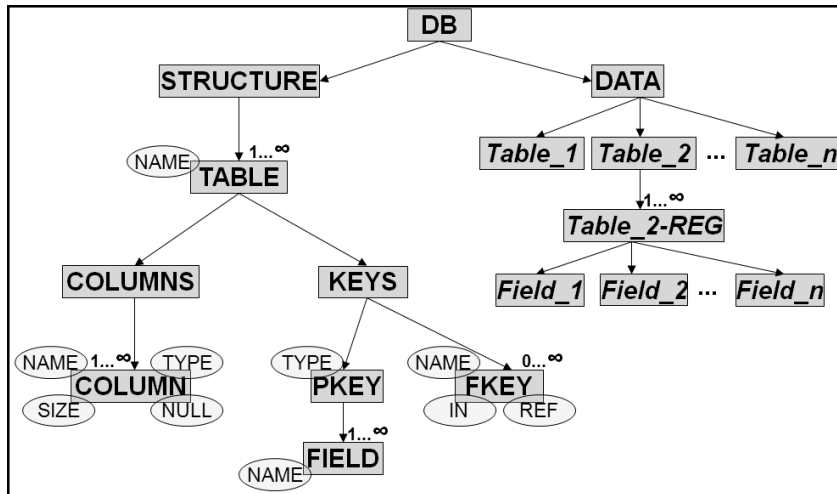 DB
STRUCTURE
DATA
NAME
1...∞
TABLE
Table_1
Table_2
...
Table_n
1...∞
Table_2-REG
COLUMNS
KEYS
Field_1
Field_2
...
Field_n
NAME
1...∞
TYPE
COLUMN
SIZE
NULL
TYPE
PKEY
NAME
0...∞
FKEY
IN
REF
1...∞
NAME
FIELD